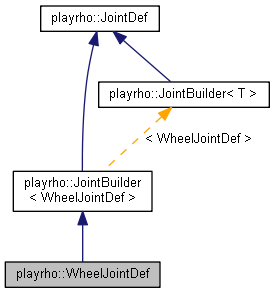 playrho::JointDef
playrho::JointBuilder< T >
< WheelJointDef >
playrho::JointBuilder
< WheelJointDef >
playrho::WheelJointDef